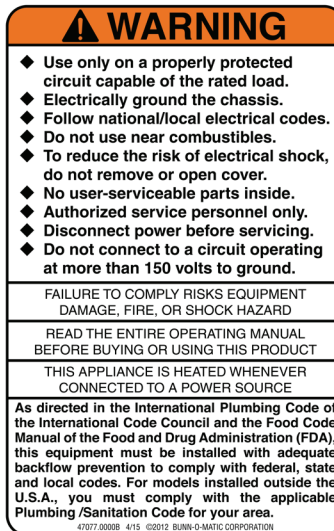 WARNING
◆ Use only on a properly protected
circuit capable of the rated load.
◆ Electrically ground the chassis.
◆ Follow national/local electrical codes.
◆ Do not use near combustibles.
◆ To reduce the risk of electrical shock,
do not remove or open cover.
◆ No user-serviceable parts inside.
◆ Authorized service personnel only.
◆ Disconnect power before servicing.
◆ Do not connect to a circuit operating
at more than 150 volts to ground.
FAILURE TO COMPLY RISKS EQUIPMENT
DAMAGE, FIRE, OR SHOCK HAZARD
READ THE ENTIRE OPERATING MANUAL
BEFORE BUYING OR USING THIS PRODUCT
THIS APPLIANCE IS HEATED WHENEVER
CONNECTED TO A POWER SOURCE
As directed in the International Plumbing Code of
the International Code Council and the Food Code
Manual of the Food and Drug Administration (FDA),
this equipment must be installed with adequate
backflow prevention to comply with federal, state
and local codes. For models installed outside the
U.S.A., you must comply with the applicable
Plumbing /Sanitation Code for your area.
47077.0000B 4/15 ©2012 BUNN-O-MATIC CORPORATION